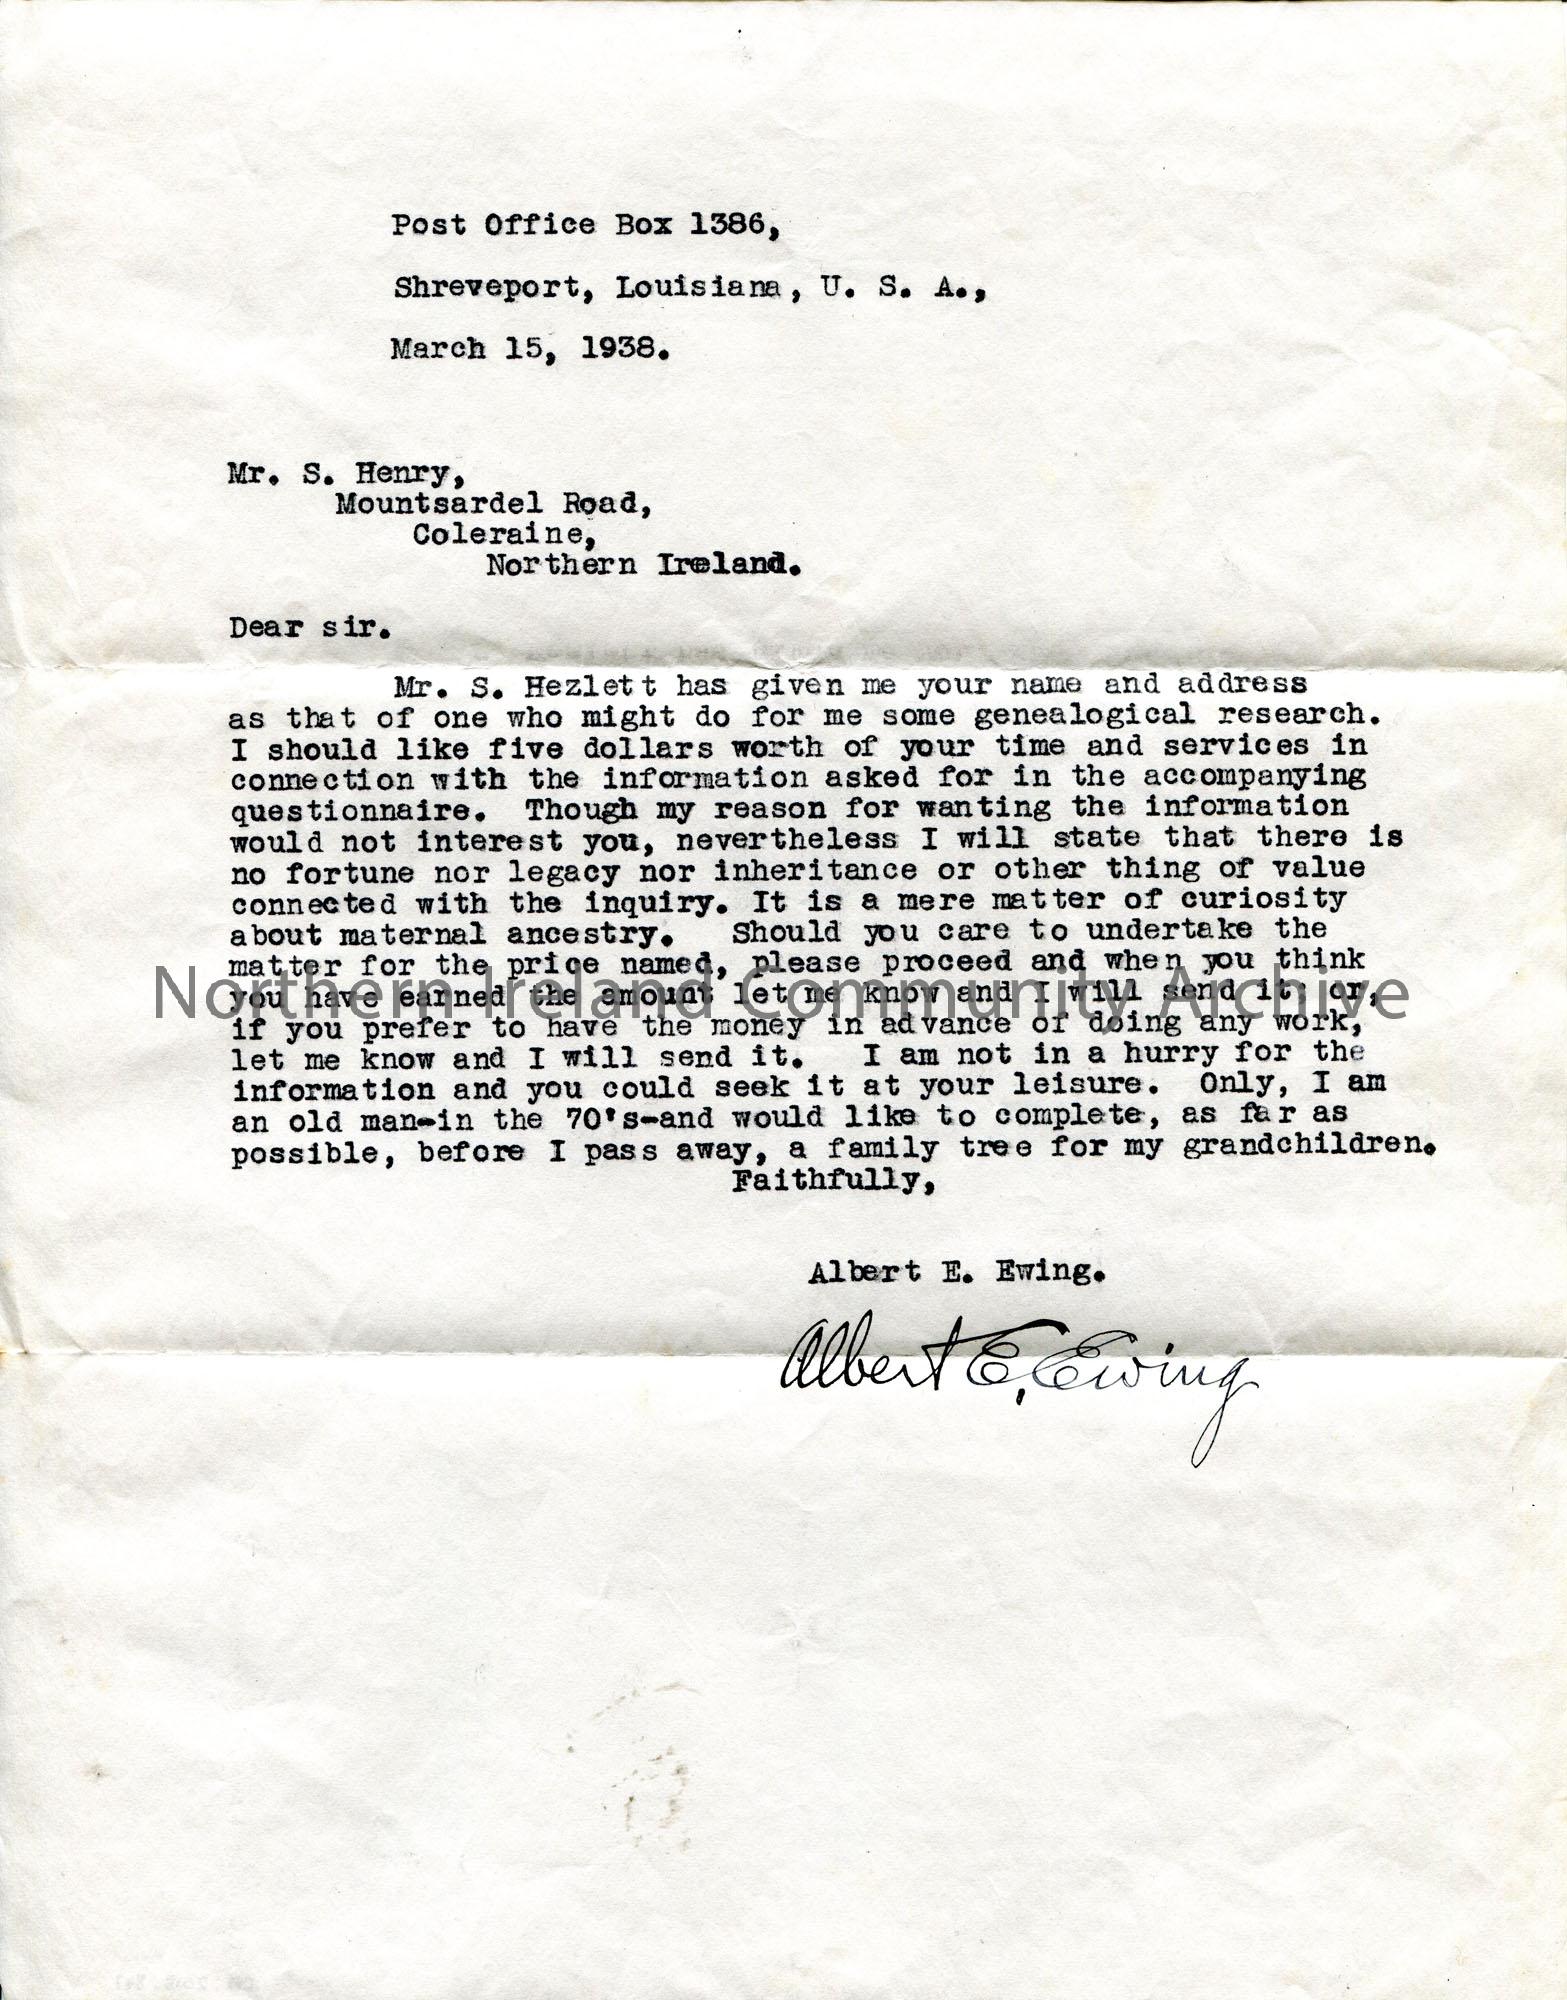 Post Office Box 1386,
Shreveport, Louisiana, U. S. A.,
March 15, 1938.
Mr. S. Henry,
Mountsardel Road,
Coleraine,
Northern Ireland.
Dear sir.
Mr. S. Hezlett has given me your name and address
as that of one who might do for me some genealogical research.
I should like five dollars worth of your time and services in
connection with the information asked for in the accompanying
questionnaire. Though my reason for wanting the information
would not interest you, nevertheless I will state that there is
no fortune nor legacy nor inheritance or other thing of value
connected with the inquiry. It is a mere matter of curiosity
about maternal ancestry. Should you care to undertake the
matter for the price named, please proceed and when you think
Northern Ireland Community Archive
you have earned the amount let me know and I will send it; or,
if you prefer to have the money in advance of doing any work,
let me know and I will send it. I am not in a hurry for the
information and you could seek it at your leisure. Only, I am
an old man-in the 70's-and would like to complete, as far as
possible, before I pass away, a family tree for my grandchildren.
Faithfully,
Albert E. Ewing.
Albert E. Ewing